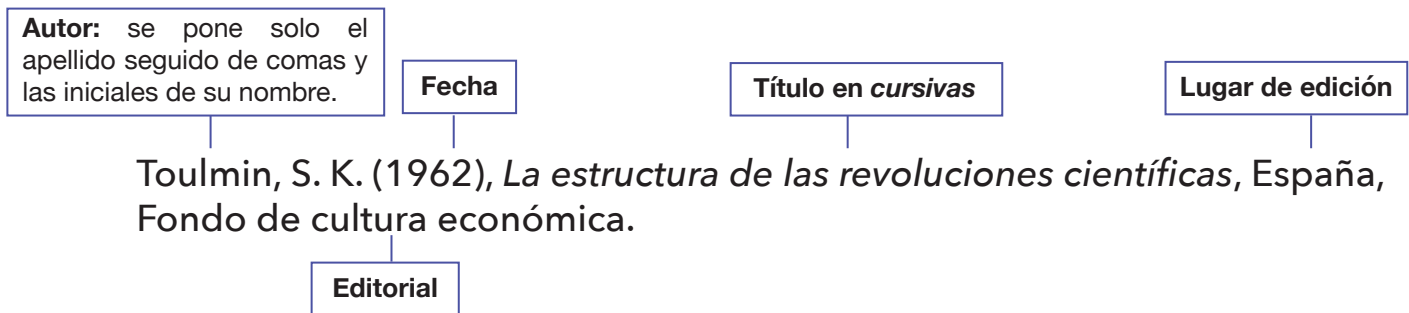 Autor: se pone solo el
apellido seguido de comas y
las iniciales de su nombre.
Fecha
Título en cursivas
Lugar de edición
Toulmin, S. K. (1962), La estructura de las revoluciones científicas, España,
Fondo de cultura económica.
Editorial